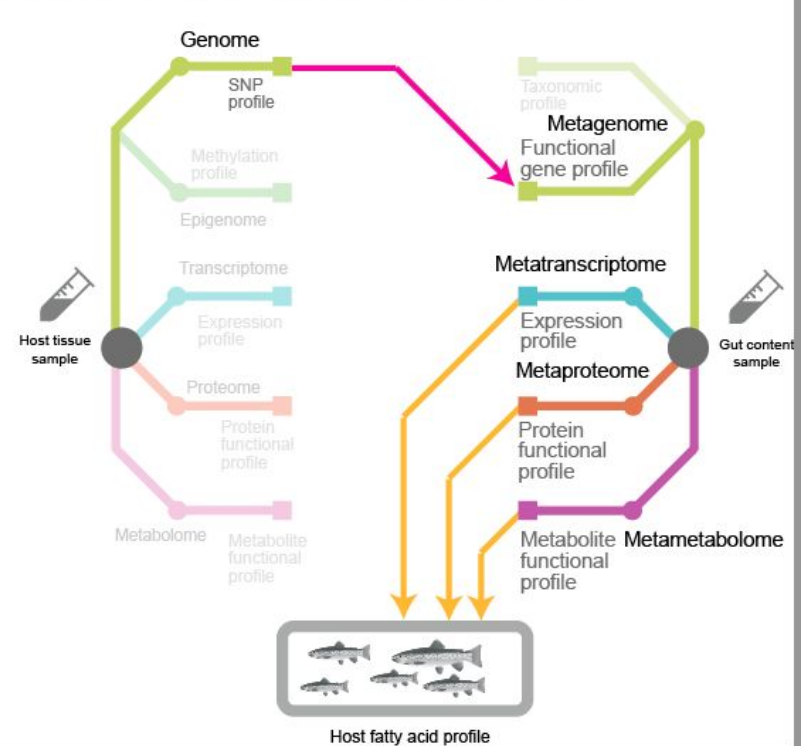 Genome
SNP
profile
Taxonomic
profile
Metagenome
Functional
gene profile
Methylation
profile
Epigenome
Transcriptome
Expression
profile
Metatranscriptome
Expression
profile
Host tissue
sample
Gut content
sample
Proteome
Protein
functional
profile
Metaproteome
Protein
functional
profile
Metabolome
Metabolite
functional
profile
Metabolite
functional
profile
Metametabolome
Host fatty acid profile